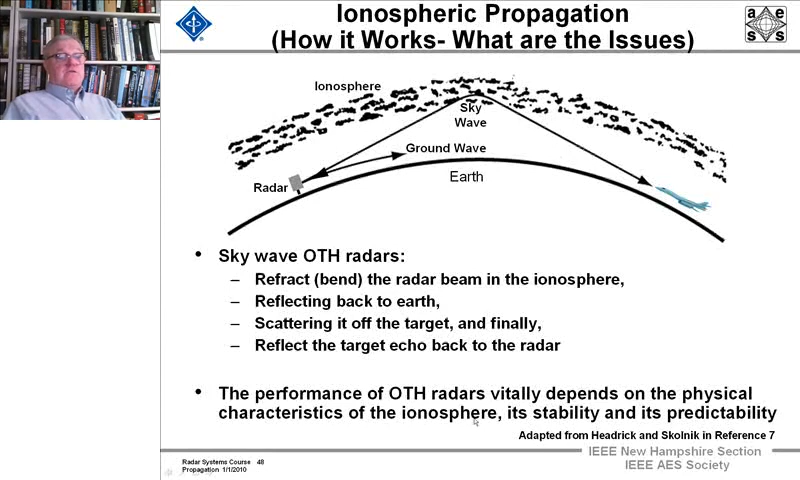 Ionospheric Propagation
(How it Works- What are the Issues)
a e
s s
Ionosphere
Sky
Wave
Ground Wave
Radar
Earth
• Sky wave OTH radars:
– Refract (bend) the radar beam in the ionosphere,
– Reflecting back to earth,
– Scattering it off the target, and finally,
– Reflect the target echo back to the radar
• The performance of OTH radars vitally depends on the physical
characteristics of the ionosphere, its stability and its predictability
Adapted from Headrick and Skolnik in Reference 7
Radar Systems Course 48
Propagation 1/1/2010
IEEE New Hampshire Section
IEEE AES Society